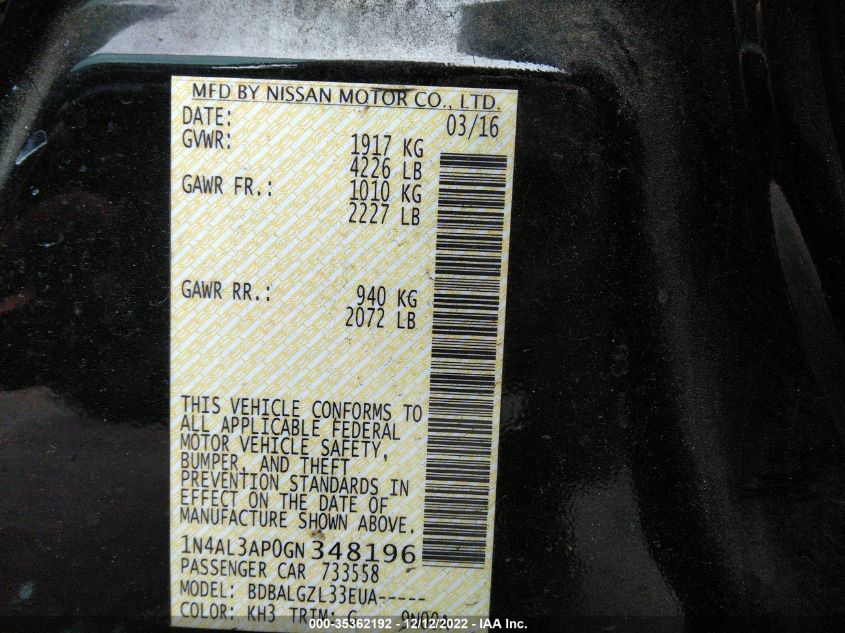 MFD BY NISSAN MOTOR CO., LTD.
DATE: 03/16
GVWR: 1917 KG
4226 LB
GAWR FR.: 1010 KG
2227 LB
GAWR RR.: 940 KG
2072 LB
THIS VEHICLE CONFORMS TO
ALL APPLICABLE FEDERAL
MOTOR VEHICLE SAFETY,
BUMPER, AND THEFT
PREVENTION STANDARDS IN
EFFECT ON THE DATE OF
MANUFACTURE SHOWN ABOVE.
1N4AL3AP0GN 348196
PASSENGER CAR 733558
MODEL: BDBALGZL33EUA-----
COLOR: KH3 TRIM: G
000-35362192 - 12/12/2022 - IAA Inc.